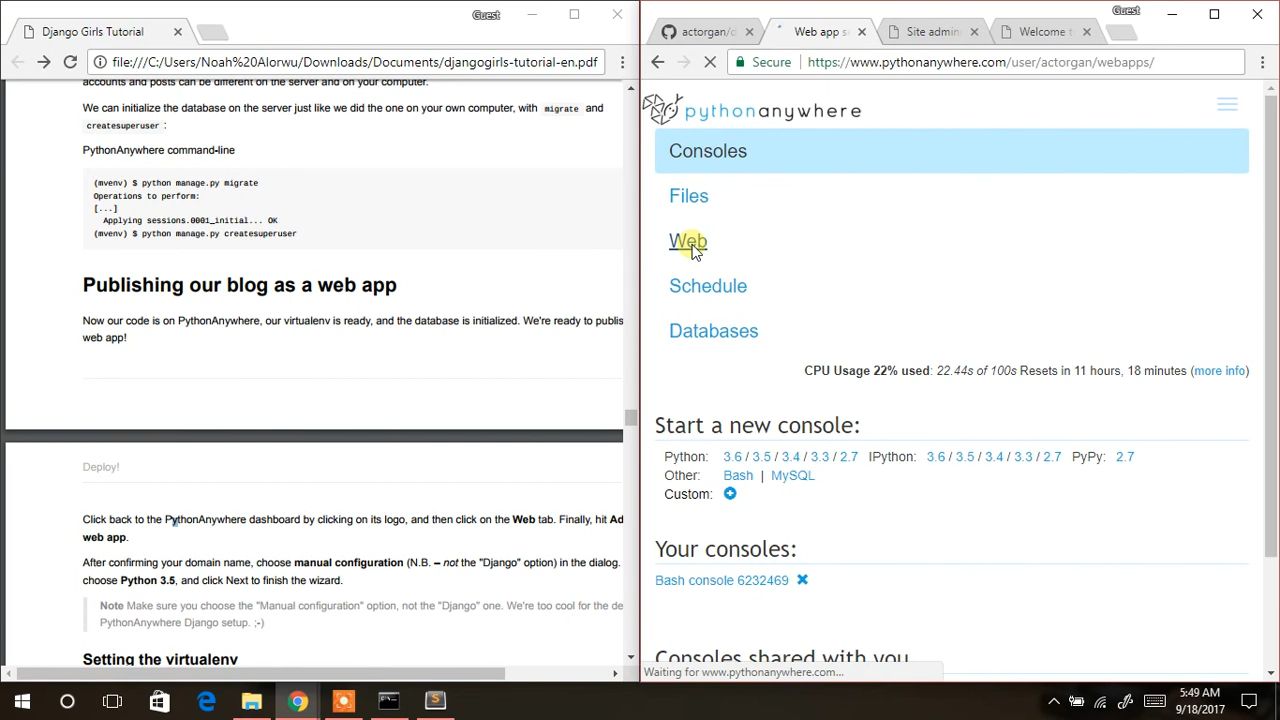 Guest
Django Girls Tutorial
file:///C:/Users/Noah%20Alorwu/Downloads/Documents/djangogirls-tutorial-en.pdf
accounts and posts can be different on the server and on your computer.
We can initialize the database on the server just like we did the one on your own computer, with migrate and
createsuperuser :
PythonAnywhere command-line
(mvenv) $ python manage.py migrate
Operations to perform:
[...]
Applying sessions.0001_initial... OK
(mvenv) $ python manage.py createsuperuser
Publishing our blog as a web app
Now our code is on PythonAnywhere, our virtualenv is ready, and the database is initialized. We're ready to publis
web app!
Deploy!
Click back to the PythonAnywhere dashboard by clicking on its logo, and then click on the Web tab. Finally, hit Ad
web app.
After confirming your domain name, choose manual configuration (N.B. – not the "Django" option) in the dialog.
choose Python 3.5, and click Next to finish the wizard.
Note Make sure you choose the "Manual configuration" option, not the "Django" one. We're too cool for the de
PythonAnywhere Django setup. ;-)
Setting the virtualenv
Guest
actorgan/d
Web app s
Site admin
Welcome t
Secure
https://www.pythonanywhere.com/user/actorgan/webapps/
pythonanywhere
Consoles
Files
Web
Schedule
Databases
CPU Usage 22% used: 22.44s of 100s Resets in 11 hours, 18 minutes (more info)
Start a new console:
Python: 3.6 / 3.5 / 3.4 / 3.3 / 2.7 IPython: 3.6 / 3.5 / 3.4 / 3.3 / 2.7 PyPy: 2.7
Other: Bash | MySQL
Custom:
Your consoles:
Bash console 6232469
Consoles shared with you
Waiting for www.pythonanywhere.com...
5:49 AM
9/18/2017